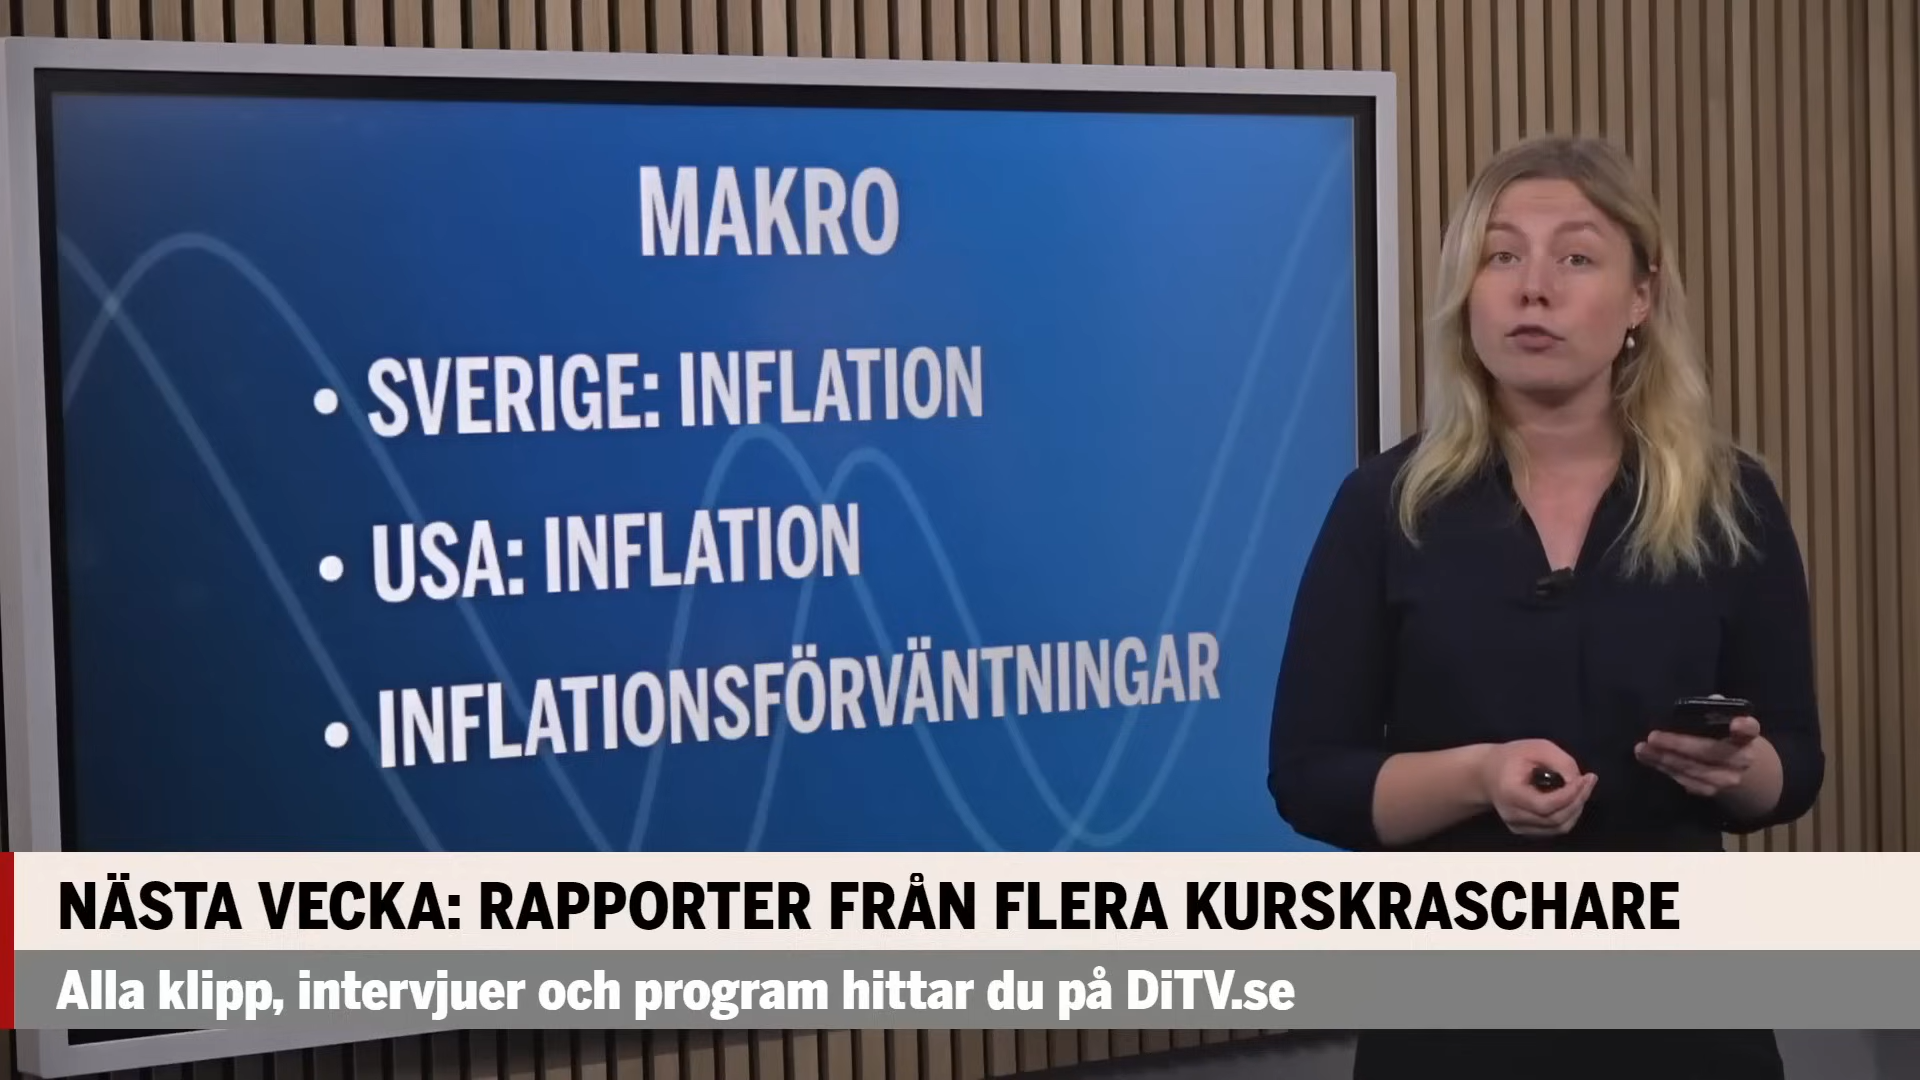 MAKRO
• SVERIGE: INFLATION
• USA: INFLATION
• INFLATIONSFÖRVÄNTNINGAR
NÄSTA VECKA: RAPPORTER FRÅN FLERA KURSKRASCHARE
Alla klipp, intervjuer och program hittar du på DiTV.se